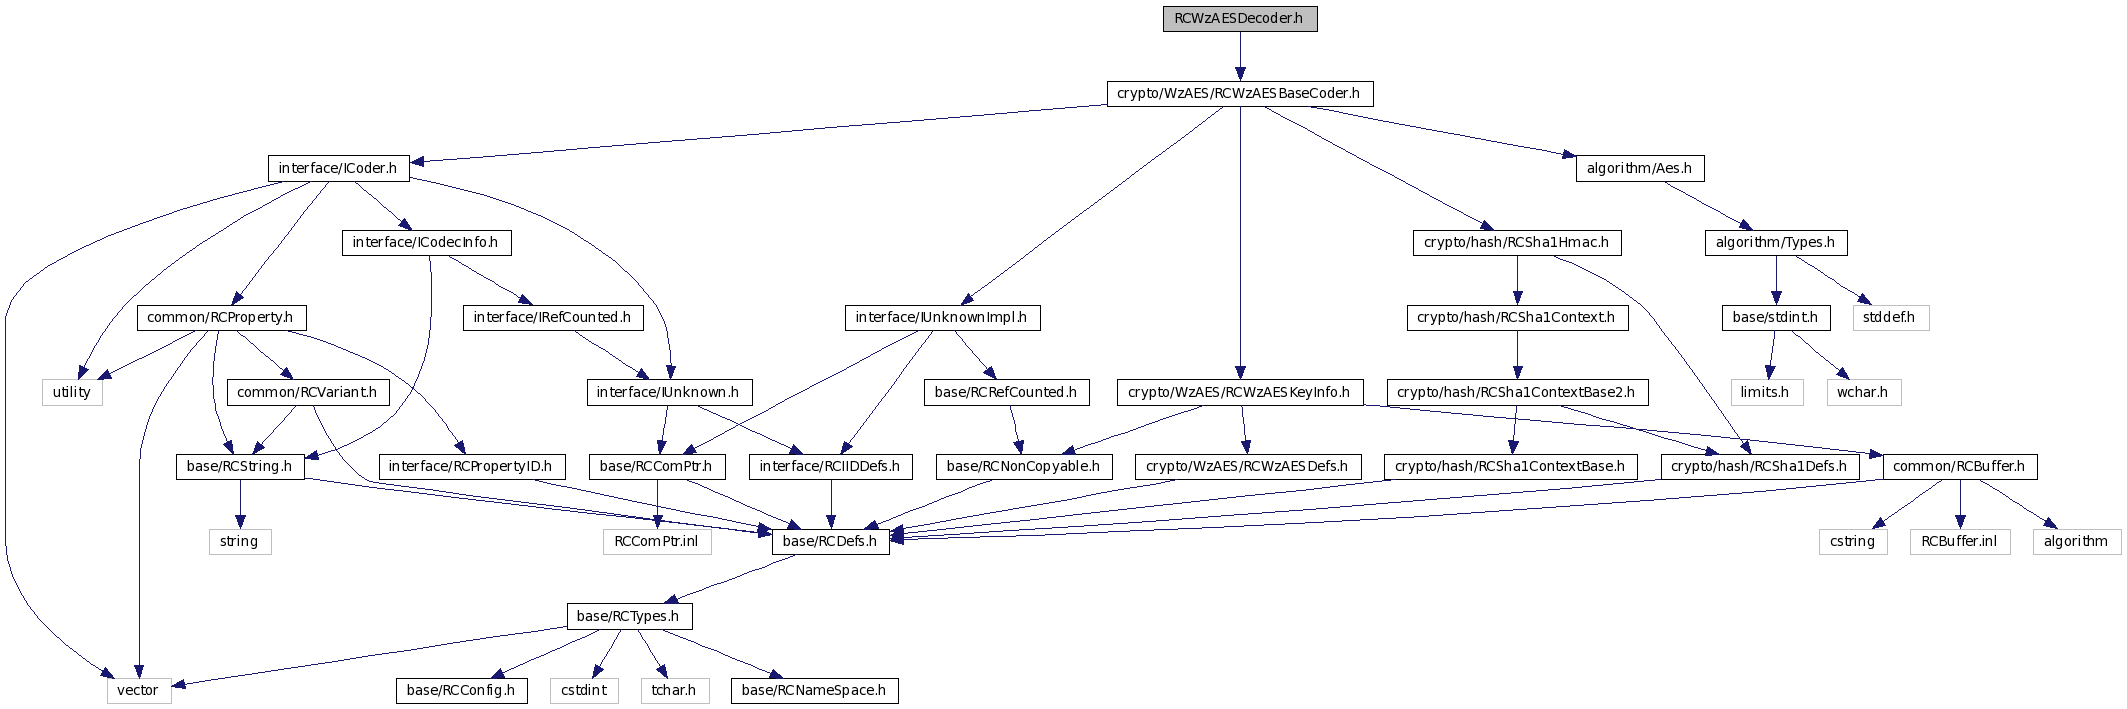 RCWzAESDecoder.h
crypto/WzAES/RCWzAESBaseCoder.h
interface/ICoder.h
algorithm/Aes.h
interface/ICodecInfo.h
crypto/hash/RCSha1Hmac.h
algorithm/Types.h
common/RCProperty.h
interface/IRefCounted.h
interface/IUnknownImpl.h
crypto/hash/RCSha1Context.h
base/stdint.h
stddef.h
utility
common/RCVariant.h
interface/IUnknown.h
base/RCRefCounted.h
crypto/WzAES/RCWzAESKeyInfo.h
crypto/hash/RCSha1ContextBase2.h
limits.h
wchar.h
base/RCString.h
interface/RCPropertyID.h
base/RCComPtr.h
interface/RCIIDDefs.h
base/RCNonCopyable.h
crypto/WzAES/RCWzAESDefs.h
crypto/hash/RCSha1ContextBase.h
crypto/hash/RCSha1Defs.h
common/RCBuffer.h
string
RCComPtr.inl
base/RCDefs.h
cstring
RCBuffer.inl
algorithm
base/RCTypes.h
vector
base/RCConfig.h
cstdint
tchar.h
base/RCNameSpace.h